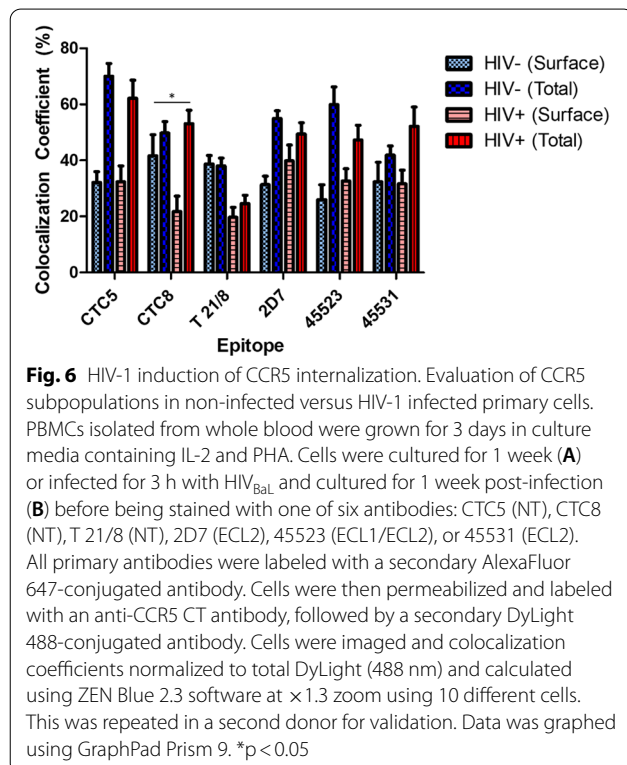 Colocalization Coefficient (%)
80
60
40
20
0
*
CTC5
CTC8
T 21/8
2D7
45523
45531
Epitope
HIV- (Surface)
HIV- (Total)
HIV+ (Surface)
HIV+ (Total)
Fig. 6 HIV-1 induction of CCR5 internalization. Evaluation of CCR5
subpopulations in non-infected versus HIV-1 infected primary cells.
PBMCs isolated from whole blood were grown for 3 days in culture
media containing IL-2 and PHA. Cells were cultured for 1 week (A)
or infected for 3 h with HIVBaL and cultured for 1 week post-infection
(B) before being stained with one of six antibodies: CTC5 (NT), CTC8
(NT), T 21/8 (NT), 2D7 (ECL2), 45523 (ECL1/ECL2), or 45531 (ECL2).
All primary antibodies were labeled with a secondary AlexaFluor
647-conjugated antibody. Cells were then permeabilized and labeled
with an anti-CCR5 CT antibody, followed by a secondary DyLight
488-conjugated antibody. Cells were imaged and colocalization
coefficients normalized to total DyLight (488 nm) and calculated
using ZEN Blue 2.3 software at ×1.3 zoom using 10 different cells.
This was repeated in a second donor for validation. Data was graphed
using GraphPad Prism 9. *p < 0.05